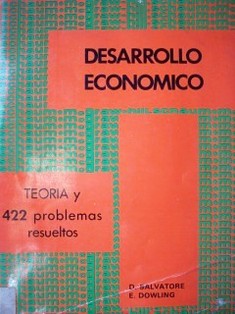 DESARROLLO
ECONOMICO
TEORIA y
422 problemas
resueltos
D. SALVATORE
E. DOWLING